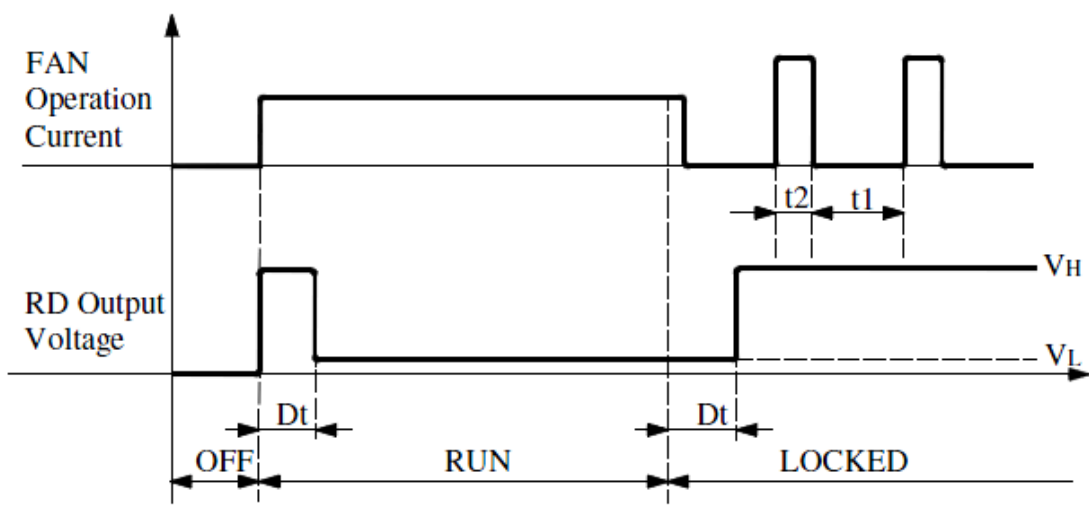 FAN
Operation
Current
t2
t1
VH
RD Output
Voltage
VL
Dt
Dt
OFF
RUN
LOCKED